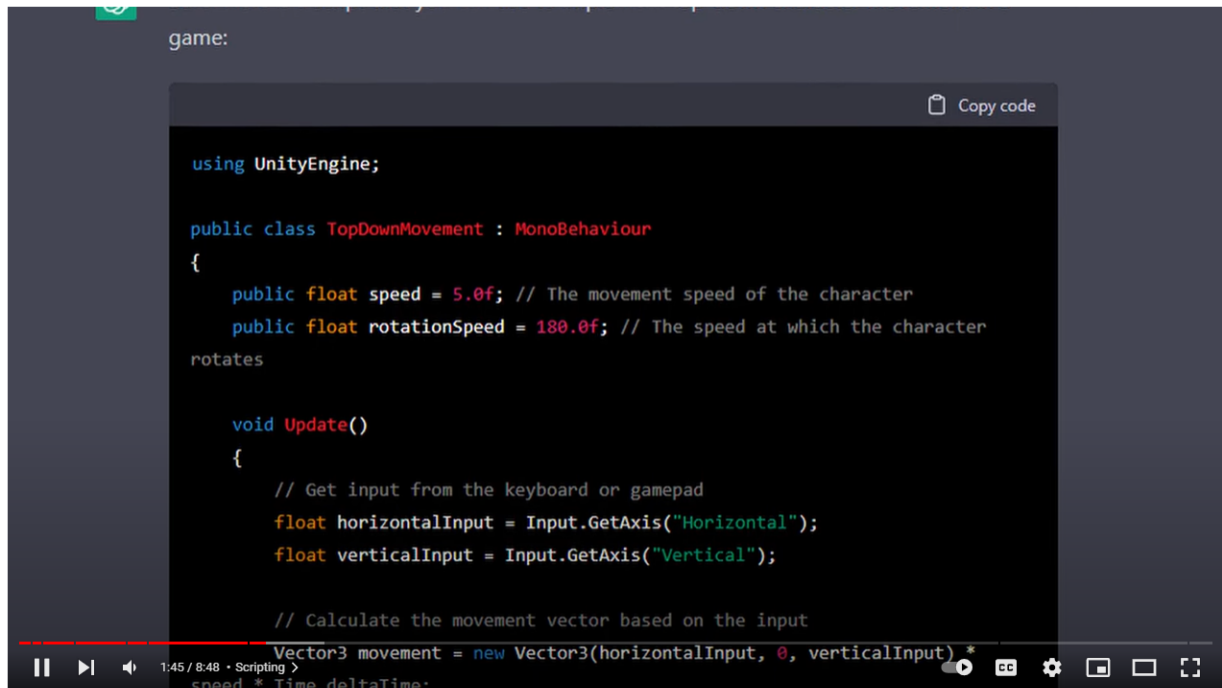 game:
Copy code
using UnityEngine;
public class TopDownMovement : MonoBehaviour
{
public float speed = 5.0f; // The movement speed of the character
public float rotationSpeed = 180.0f; // The speed at which the character
rotates
void Update()
{
// Get input from the keyboard or gamepad
float horizontalInput = Input.GetAxis("Horizontal");
float verticalInput = Input.GetAxis("Vertical");
// Calculate the movement vector based on the input
Vector3 movement = new Vector3(horizontalInput, 0, verticalInput) *
1:45 / 8:48 • Scripting >
CC
speed * Time.deltaTime;